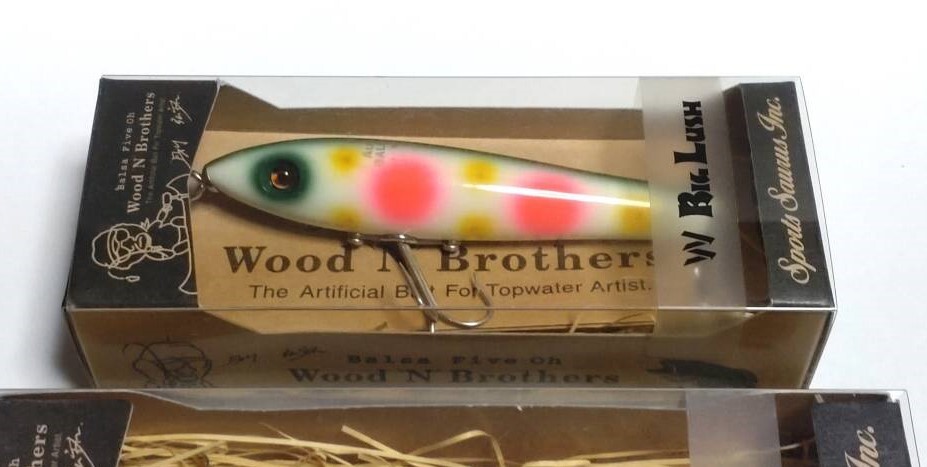 Balsa Five Oh
Wood N Brothers
The Artificial Bait For Topwater Artist
W BIG LUSH
Sports Saurus Inc.
Wood N Brothers
The Artificial Bait For Topwater Artist.
Balsa Five Oh
Wood N Brothers
Inc.